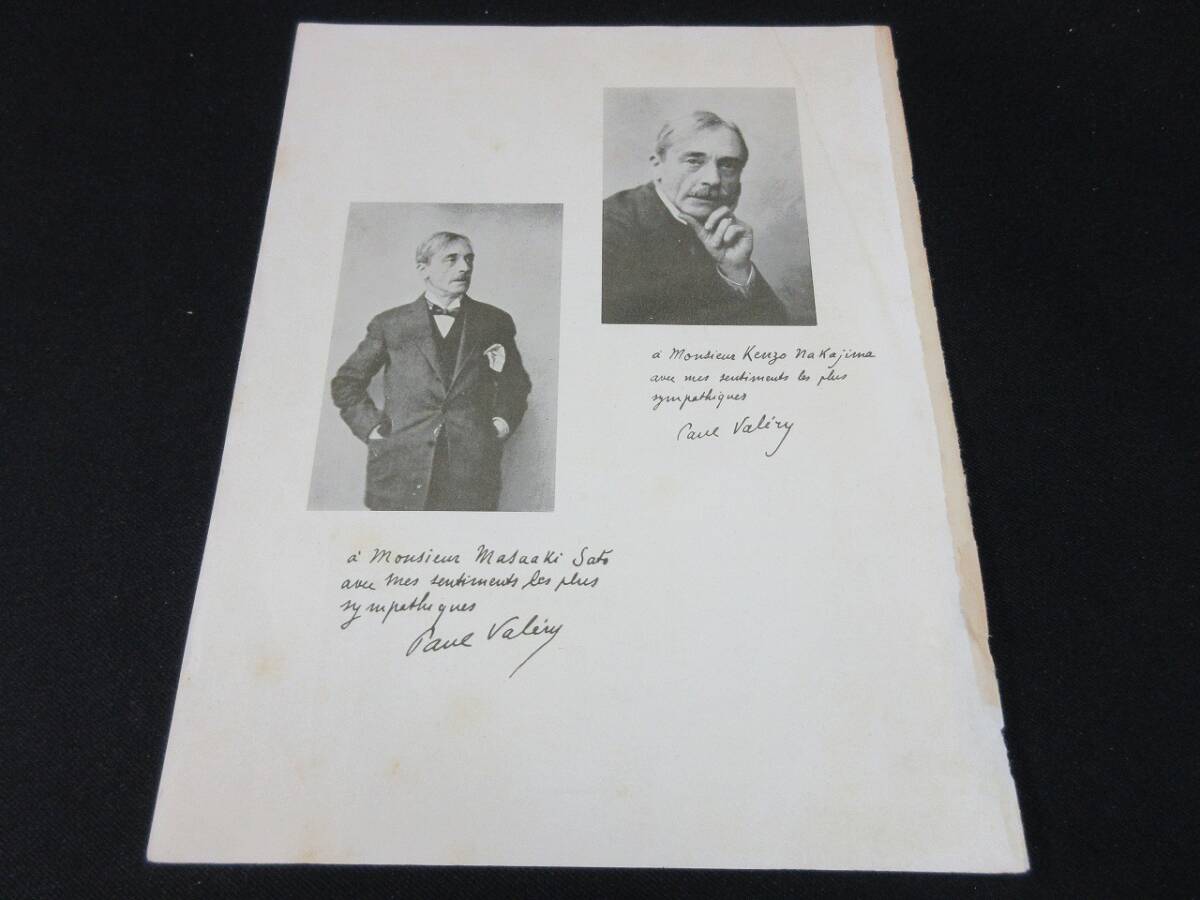 à Monsieur Kenzo Nakajima
avec mes sentiments les plus
sympathiques
Paul Valéry
à Monsieur Masaaki Sato
avec mes sentiments les plus
sympathiques
Paul Valéry